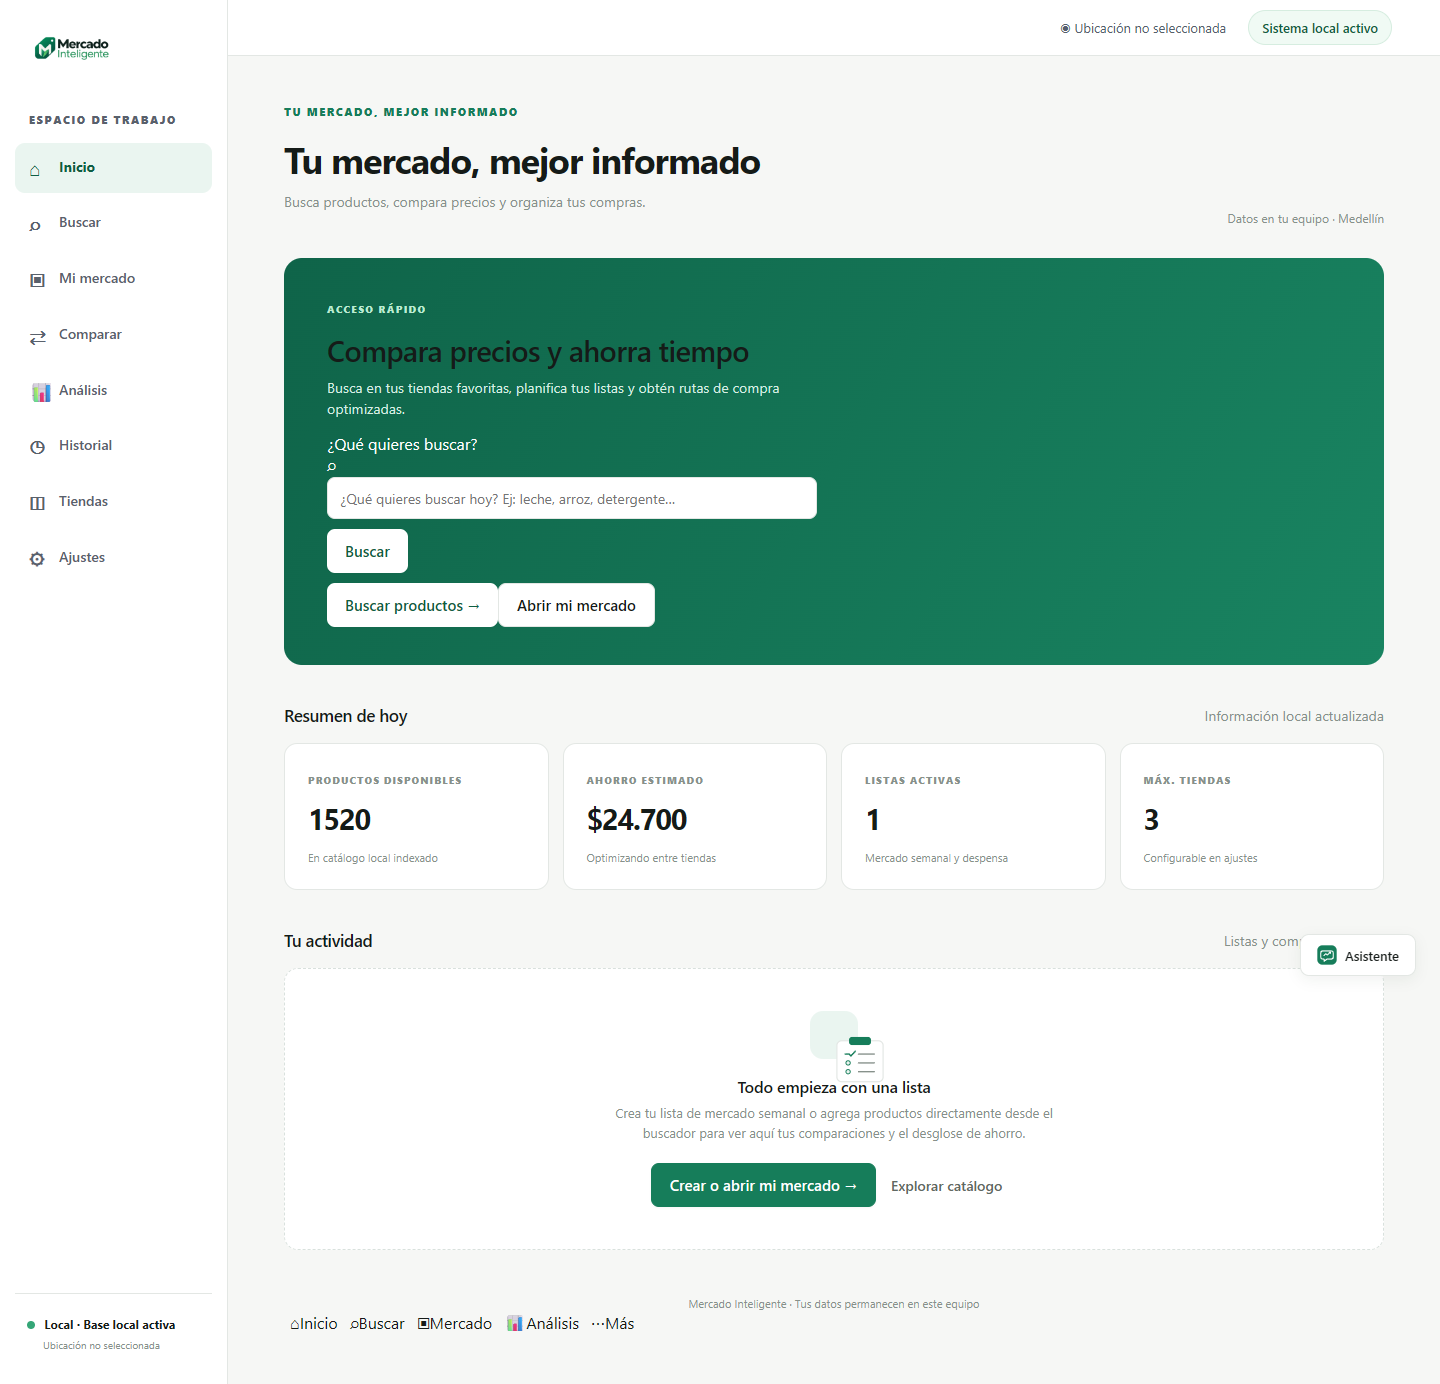 Mercado
Inteligente
ESPACIO DE TRABAJO
Inicio
Buscar
Mi mercado
Comparar
Análisis
Historial
Tiendas
Ajustes
Local · Base local activa
Ubicación no seleccionada
Ubicación no seleccionada
Sistema local activo
TU MERCADO, MEJOR INFORMADO
Tu mercado, mejor informado
Busca productos, compara precios y organiza tus compras.
Datos en tu equipo · Medellín
ACCESO RÁPIDO
Compara precios y ahorra tiempo
Busca en tus tiendas favoritas, planifica tus listas y obtén rutas de compra
optimizadas.
¿Qué quieres buscar?
¿Qué quieres buscar hoy? Ej: leche, arroz, detergente...
Buscar
Buscar productos →
Abrir mi mercado
Resumen de hoy
Información local actualizada
PRODUCTOS DISPONIBLES
1520
En catálogo local indexado
AHORRO ESTIMADO
$24.700
Optimizando entre tiendas
LISTAS ACTIVAS
1
Mercado semanal y despensa
MÁX. TIENDAS
3
Configurable en ajustes
Tu actividad
Listas y com
Asistente
Todo empieza con una lista
Crea tu lista de mercado semanal o agrega productos directamente desde el
buscador para ver aquí tus comparaciones y el desglose de ahorro.
Crear o abrir mi mercado →
Explorar catálogo
Mercado Inteligente · Tus datos permanecen en este equipo
Inicio Buscar Mercado Análisis ···Más